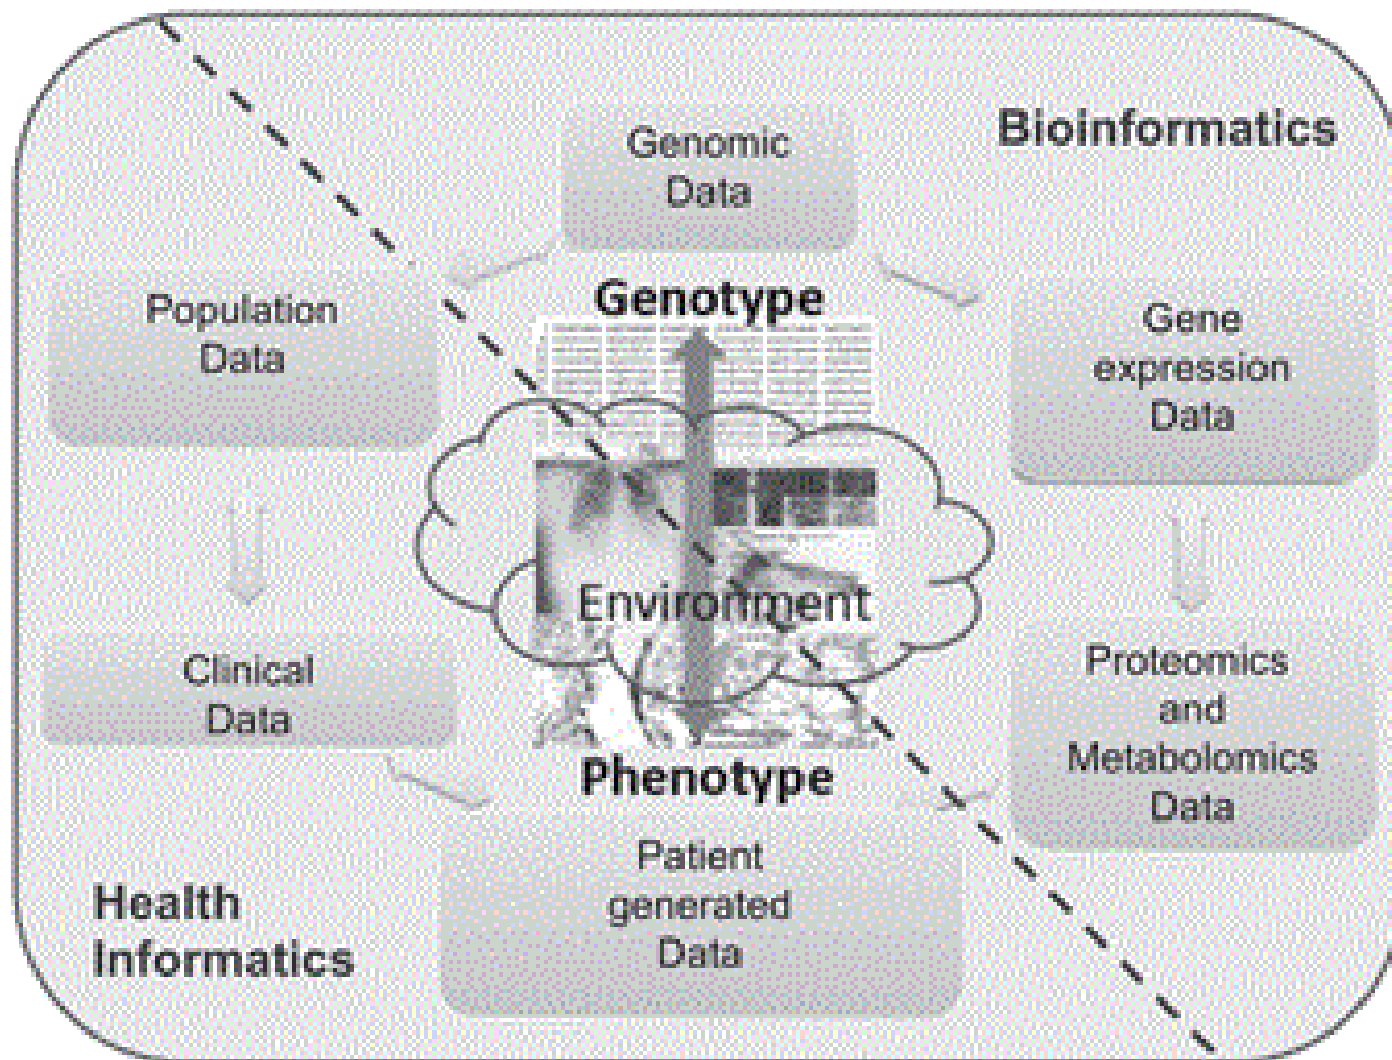 Bioinformatics
Genomic
Data
Genotype
Population
Data
Gene
expression
Data
Environment
Clinical
Data
Proteomics
and
Metabolomics
Data
Phenotype
Patient
generated
Data
Health
Informatics